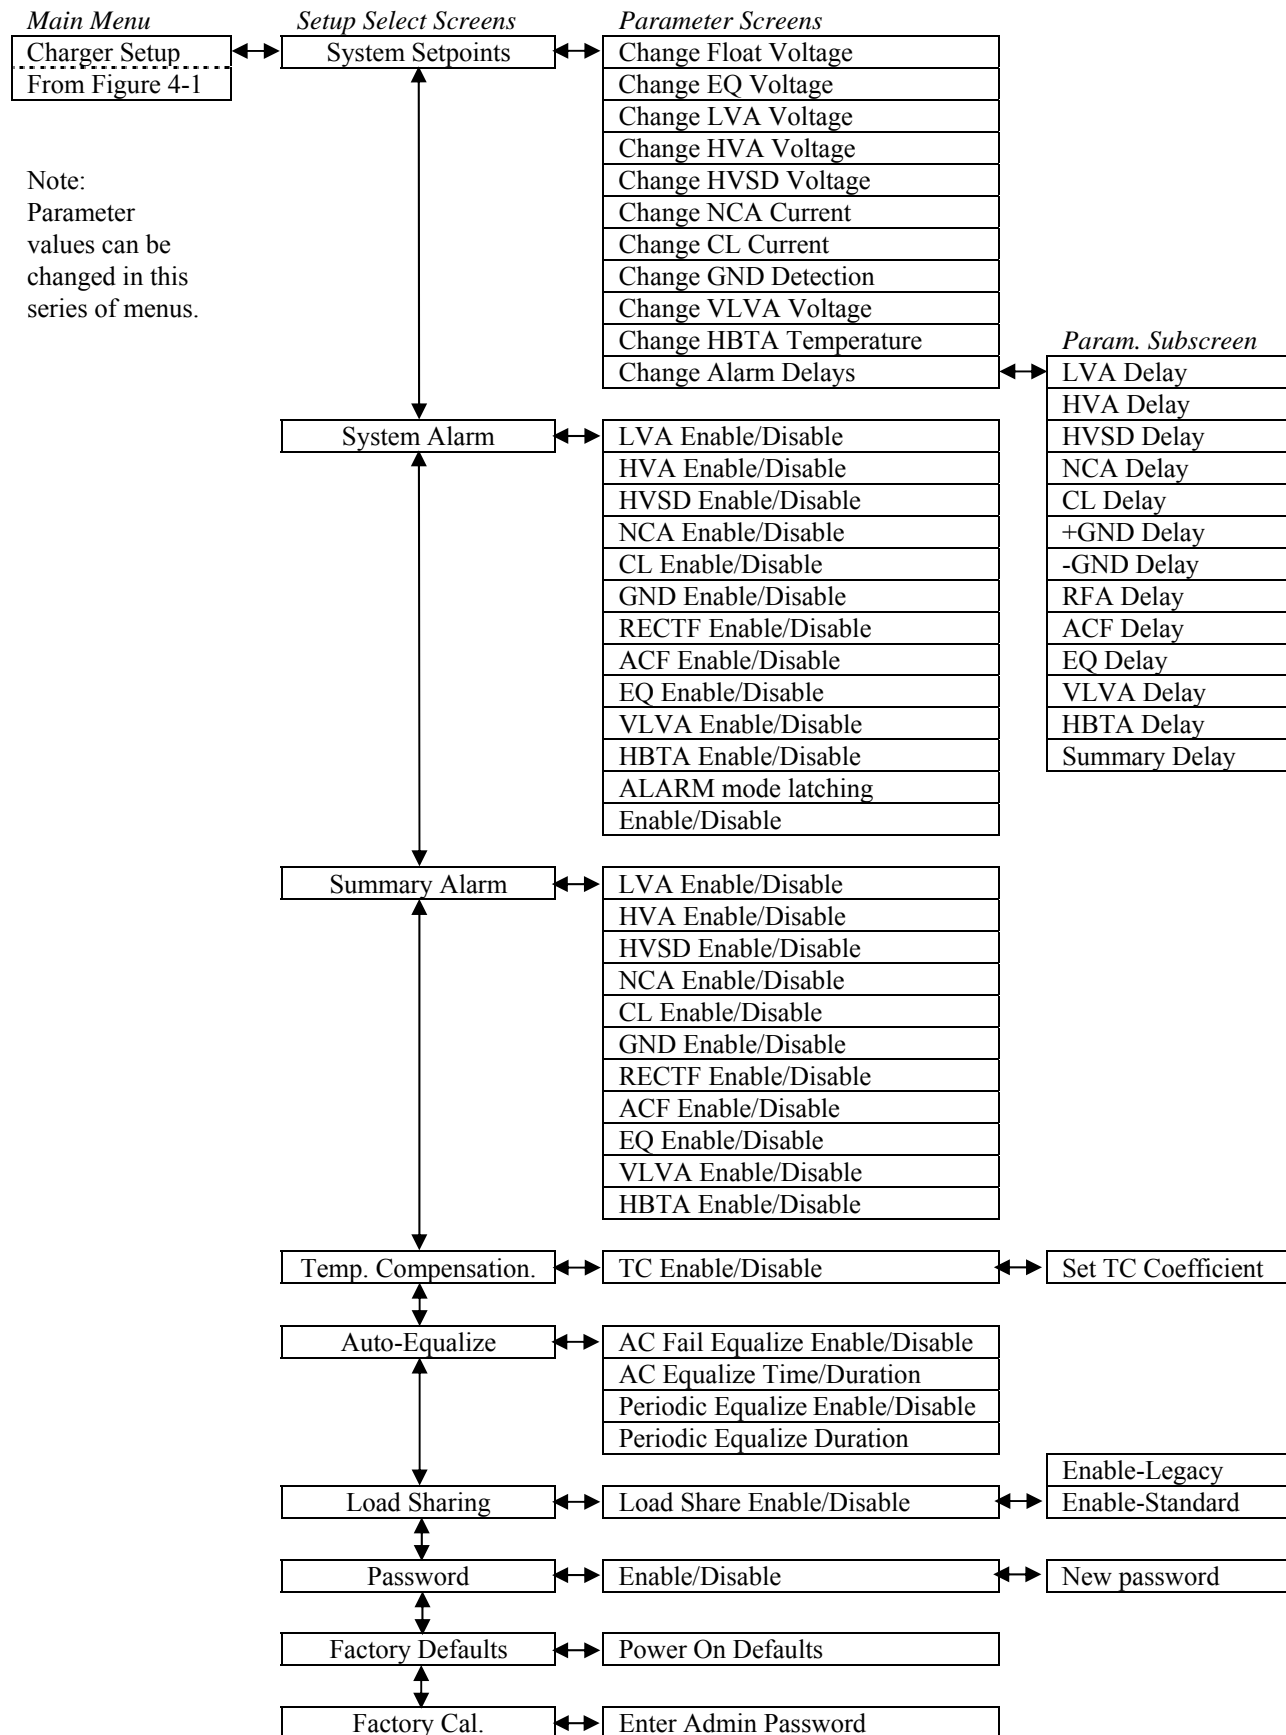 Main Menu
Setup Select Screens
Parameter Screens
Charger Setup
From Figure 4-1
Note:
Parameter
values can be
changed in this
series of menus.
System Setpoints
Change Float Voltage
Change EQ Voltage
Change LVA Voltage
Change HVA Voltage
Change HVSD Voltage
Change NCA Current
Change CL Current
Change GND Detection
Change VLVA Voltage
Change HBTA Temperature
Change Alarm Delays
Param. Subscreen
LVA Delay
HVA Delay
HVSD Delay
NCA Delay
CL Delay
+GND Delay
-GND Delay
RFA Delay
ACF Delay
EQ Delay
VLVA Delay
HBTA Delay
Summary Delay
System Alarm
LVA Enable/Disable
HVA Enable/Disable
HVSD Enable/Disable
NCA Enable/Disable
CL Enable/Disable
GND Enable/Disable
RECTF Enable/Disable
ACF Enable/Disable
EQ Enable/Disable
VLVA Enable/Disable
HBTA Enable/Disable
ALARM mode latching
Enable/Disable
Summary Alarm
LVA Enable/Disable
HVA Enable/Disable
HVSD Enable/Disable
NCA Enable/Disable
CL Enable/Disable
GND Enable/Disable
RECTF Enable/Disable
ACF Enable/Disable
EQ Enable/Disable
VLVA Enable/Disable
HBTA Enable/Disable
Temp. Compensation.
TC Enable/Disable
Set TC Coefficient
Auto-Equalize
AC Fail Equalize Enable/Disable
AC Equalize Time/Duration
Periodic Equalize Enable/Disable
Periodic Equalize Duration
Load Sharing
Load Share Enable/Disable
Enable-Legacy
Enable-Standard
Password
Enable/Disable
New password
Factory Defaults
Power On Defaults
Factory Cal.
Enter Admin Password